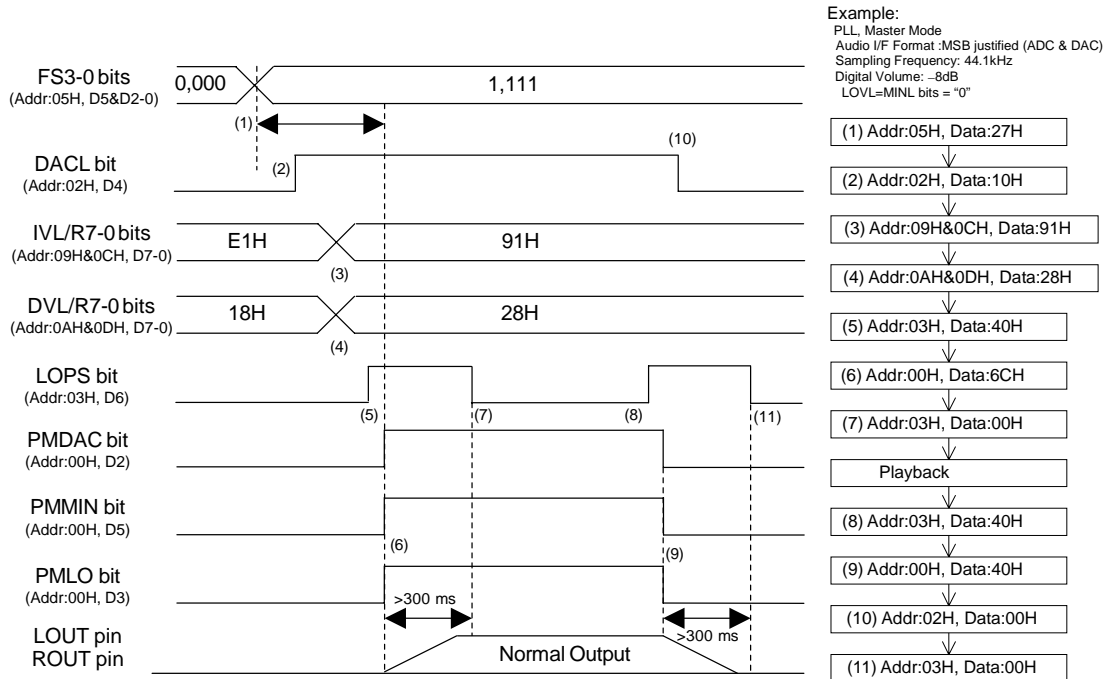 Example:
PLL, Master Mode
Audio I/F Format :MSB justified (ADC & DAC)
Sampling Frequency: 44.1kHz
Digital Volume: −8dB
LOVL=MINL bits = “0”
FS3-0 bits
(Addr:05H, D5&D2-0)
0,000
1,111
(1)
DACL bit
(Addr:02H, D4)
(2)
(10)
IVL/R7-0 bits
(Addr:09H&0CH, D7-0)
E1H
91H
(3)
DVL/R7-0 bits
(Addr:0AH&0DH, D7-0)
18H
28H
(4)
LOPS bit
(Addr:03H, D6)
(5)
(7)
(8)
(11)
PMDAC bit
(Addr:00H, D2)
PMMIN bit
(Addr:00H, D5)
(6)
(9)
PMLO bit
(Addr:00H, D3)
>300 ms
>300 ms
LOUT pin
ROUT pin
Normal Output
(1) Addr:05H, Data:27H
(2) Addr:02H, Data:10H
(3) Addr:09H&0CH, Data:91H
(4) Addr:0AH&0DH, Data:28H
(5) Addr:03H, Data:40H
(6) Addr:00H, Data:6CH
(7) Addr:03H, Data:00H
Playback
(8) Addr:03H, Data:40H
(9) Addr:00H, Data:40H
(10) Addr:02H, Data:00H
(11) Addr:03H, Data:00H